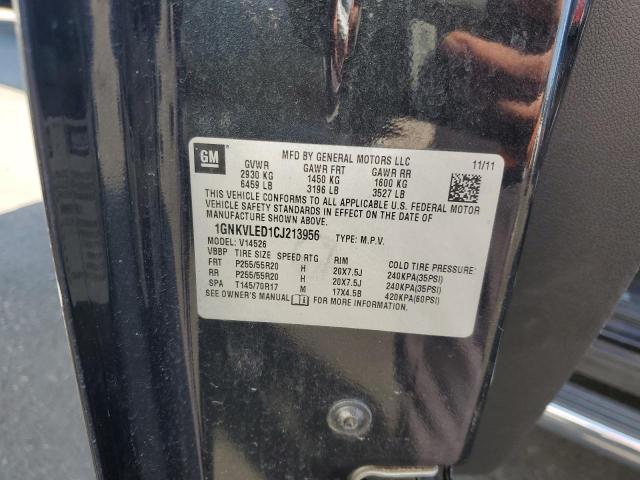 GM
MFD BY GENERAL MOTORS LLC
11/11
GVWR GAWR FRT GAWR RR
2930 KG 1450 KG 1600 KG
6459 LB 3196 LB 3527 LB
THIS VEHICLE CONFORMS TO ALL APPLICABLE U.S. FEDERAL MOTOR
VEHICLE SAFETY STANDARDS IN EFFECT ON THE DATE OF
MANUFACTURE SHOWN ABOVE.
1GNKVLED1CJ213956 TYPE: M.P.V.
MODEL: V14526
VBBP TIRE SIZE SPEED RTG RIM COLD TIRE PRESSURE
FRT P255/55R20 H 20X7.5J 240KPA(35PSI)
RR P255/55R20 H 20X7.5J 240KPA(35PSI)
SPA T145/70R17 M 17X4.5B 420KPA(60PSI)
SEE OWNER'S MANUAL FOR MORE INFORMATION.